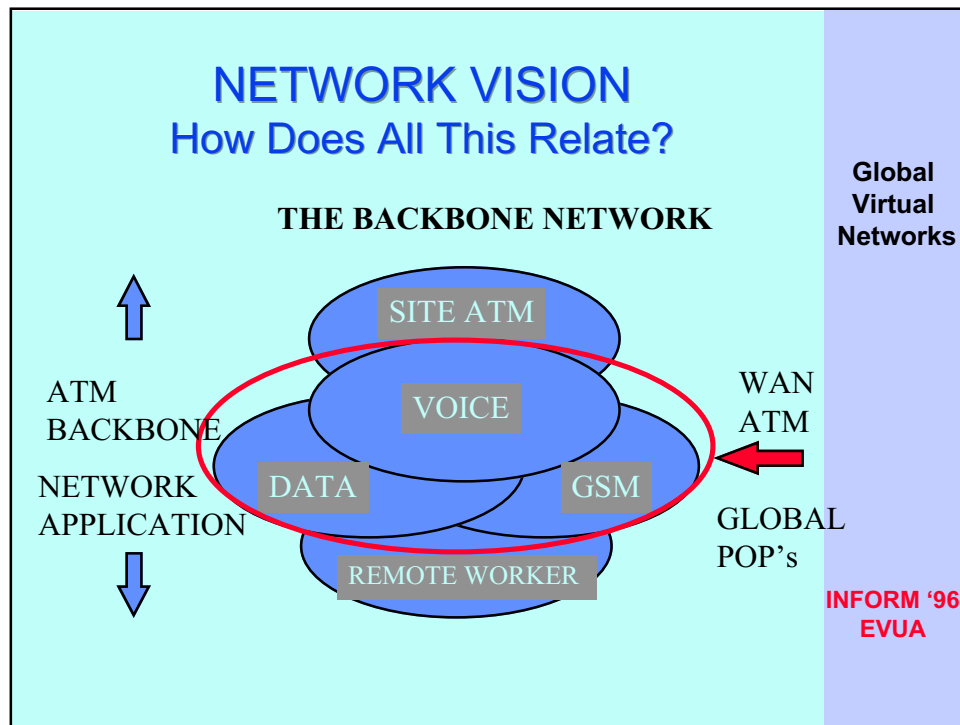 NETWORK VISION
How Does All This Relate?
THE BACKBONE NETWORK
SITE ATM
VOICE
DATA
GSM
REMOTE WORKER
ATM
BACKBONE
NETWORK
APPLICATION
WAN
ATM
GLOBAL
POP’s
Global
Virtual
Networks
INFORM ‘96
EVUA